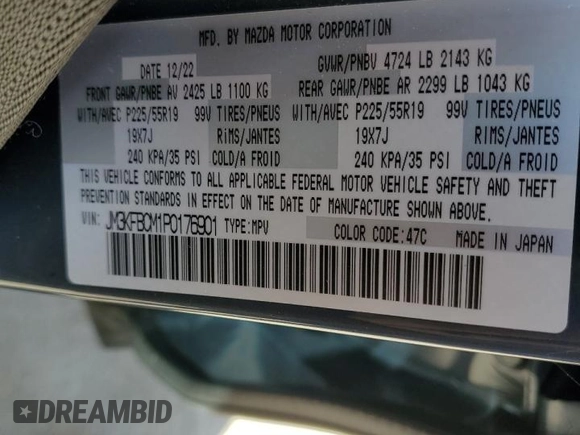 MFD. BY MAZDA MOTOR CORPORATION
DATE 12/22
GVWR/PNBV 4724 LB 2143 KG
FRONT GAWR/PNBE AV 2425 LB 1100 KG
REAR GAWR/PNBE AR 2299 LB 1043 KG
WITH/AVEC P225/55R19 99V TIRES/PNEUS
WITH/AVEC P225/55R19 99V TIRES/PNEUS
19X7J RIMS/JANTES
19X7J RIMS/JANTES
240 KPA/35 PSI COLD/A FROID
240 KPA/35 PSI COLD/A FROID
THIS VEHICLE CONFORMS TO ALL APPLICABLE FEDERAL MOTOR VEHICLE SAFETY AND THEFT
PREVENTION STANDARDS IN EFFECT ON THE DATE OF MANUFACTURE SHOWN ABOVE.
VIN: JM3KFBCM1P0176901 TYPE:MPV
COLOR CODE:47C MADE IN JAPAN
DREAMBID